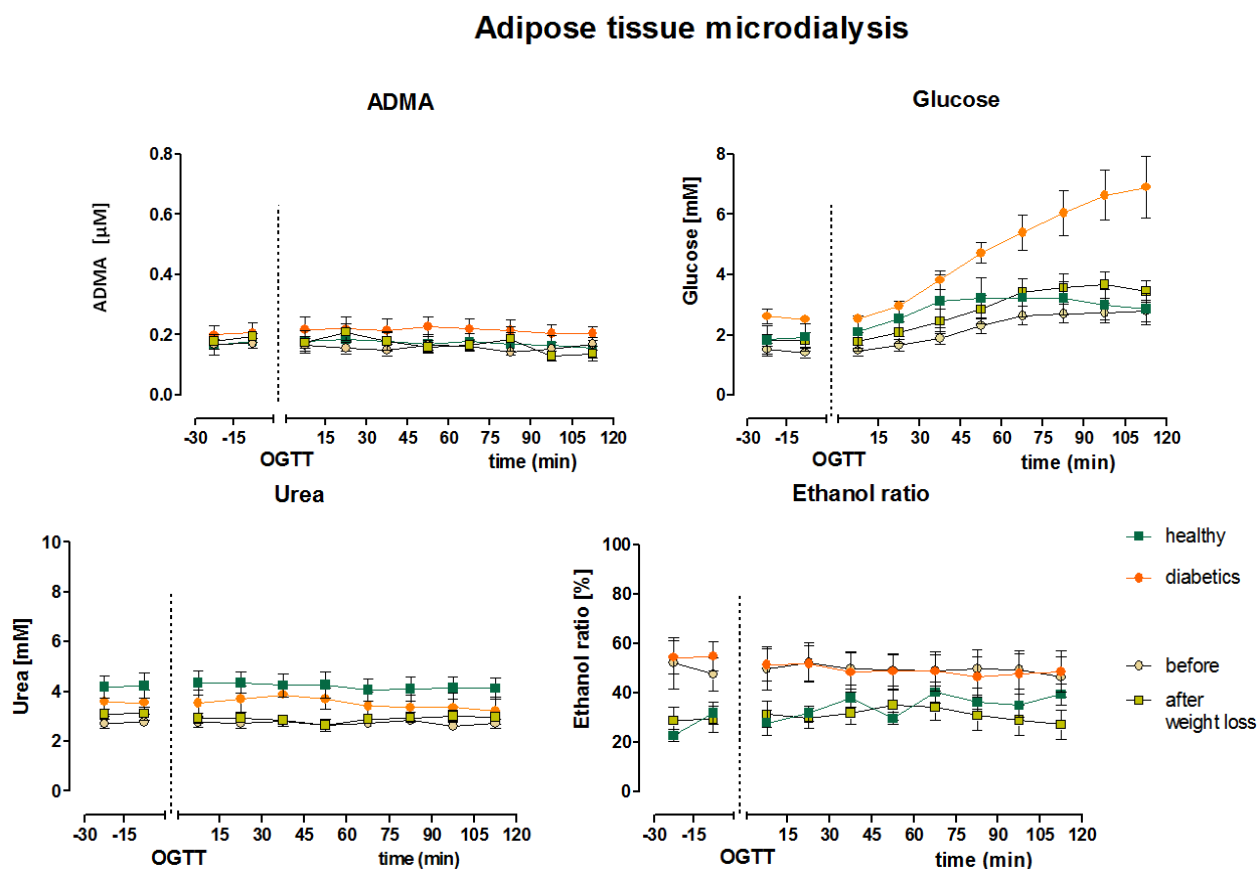 Adipose tissue microdialysis
ADMA
ADMA [µM]
0.8
0.6
0.4
0.2
0.0
-30 -15 15 30 45 60 75 90 105 120
OGTT time (min)
Glucose
Glucose [mM]
8
6
4
2
0
-30 -15 15 30 45 60 75 90 105 120
OGTT time (min)
Urea
Urea [mM]
10
8
6
4
2
0
-30 -15 15 30 45 60 75 90 105 120
OGTT time (min)
Ethanol ratio
Ethanol ratio [%]
100
80
60
40
20
0
-30 -15 15 30 45 60 75 90 105 120
OGTT time (min)
healthy
diabetics
before
after
weight loss